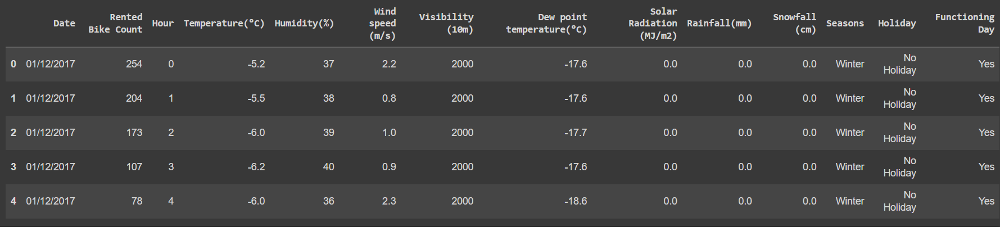 Date Rented Bike Count Hour Temperature(°C) Humidity(%) Wind speed (m/s) Visibility (10m) Dew point temperature(°C) Solar Radiation (MJ/m2) Rainfall(mm) Snowfall (cm) Seasons Holiday Functioning Day
0 01/12/2017 254 0 -5.2 37 2.2 2000 -17.6 0.0 0.0 0.0 Winter No Holiday Yes
1 01/12/2017 204 1 -5.5 38 0.8 2000 -17.6 0.0 0.0 0.0 Winter No Holiday Yes
2 01/12/2017 173 2 -6.0 39 1.0 2000 -17.7 0.0 0.0 0.0 Winter No Holiday Yes
3 01/12/2017 107 3 -6.2 40 0.9 2000 -17.6 0.0 0.0 0.0 Winter No Holiday Yes
4 01/12/2017 78 4 -6.0 36 2.3 2000 -18.6 0.0 0.0 0.0 Winter No Holiday Yes